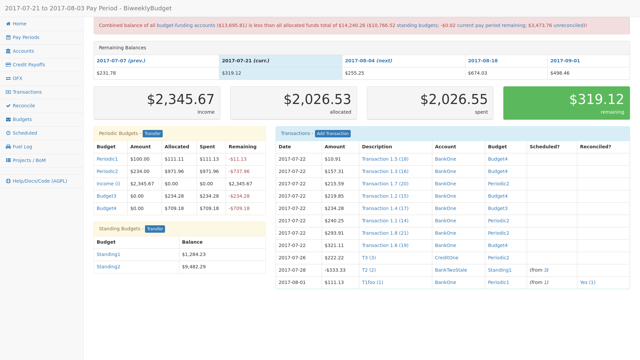 2017-07-21 to 2017-08-03 Pay Period - BiweeklyBudget
Home
Pay Periods
Accounts
Credit Payoffs
OFX
Transactions
Reconcile
Budgets
Scheduled
Fuel Log
Projects / BoM
Help/Docs/Code (AGPL)
Combined balance of all budget-funding accounts ($13,695.81) is less than all allocated funds total of $14,240.28 ($10,766.52 standing budgets; -$0.02 current pay period remaining; $3,473.78 unreconciled)!
Remaining Balances
2017-07-07 (prev.) 2017-07-21 (curr.) 2017-08-04 (next) 2017-08-18 2017-09-01
$231.78 $319.12 $255.25 $674.03 $498.46
$2,345.67 $2,026.53 $2,026.55 $319.12
income allocated spent remaining
Periodic Budgets - Transfer
Budget Amount Allocated Spent Remaining
Periodic1 $100.00 $111.11 $111.13 -$11.13
Periodic2 $234.00 $971.96 $971.96 -$737.96
Income (i) $2,345.67 $0.00 $0.00 $2,345.67
Budget3 $0.00 $234.28 $234.28 -$234.28
Budget4 $0.00 $709.18 $709.18 -$709.18
Standing Budgets - Transfer
Budget Balance
Standing1 $1,284.23
Standing2 $9,482.29
Transactions - Add Transaction
Date Amount Description Account Budget Scheduled? Reconciled?
2017-07-22 $10.91 Transaction 1.5 (18) BankOne Budget4
2017-07-22 $157.31 Transaction 1.3 (16) BankOne Budget4
2017-07-22 $215.59 Transaction 1.7 (20) BankOne Periodic2
2017-07-22 $219.85 Transaction 1.2 (15) BankOne Budget4
2017-07-22 $234.28 Transaction 1.4 (17) BankOne Budget3
2017-07-22 $240.25 Transaction 1.1 (14) BankOne Periodic2
2017-07-22 $293.91 Transaction 1.8 (21) BankOne Periodic2
2017-07-22 $321.11 Transaction 1.6 (19) BankOne Budget4
2017-07-26 $222.22 T3 (3) CreditOne Periodic2
2017-07-28 -$333.33 T2 (2) BankTwoStale Standing1 (from 3)
2017-08-01 $111.13 T1foo (1) BankOne Periodic1 (from 1) Yes (1)